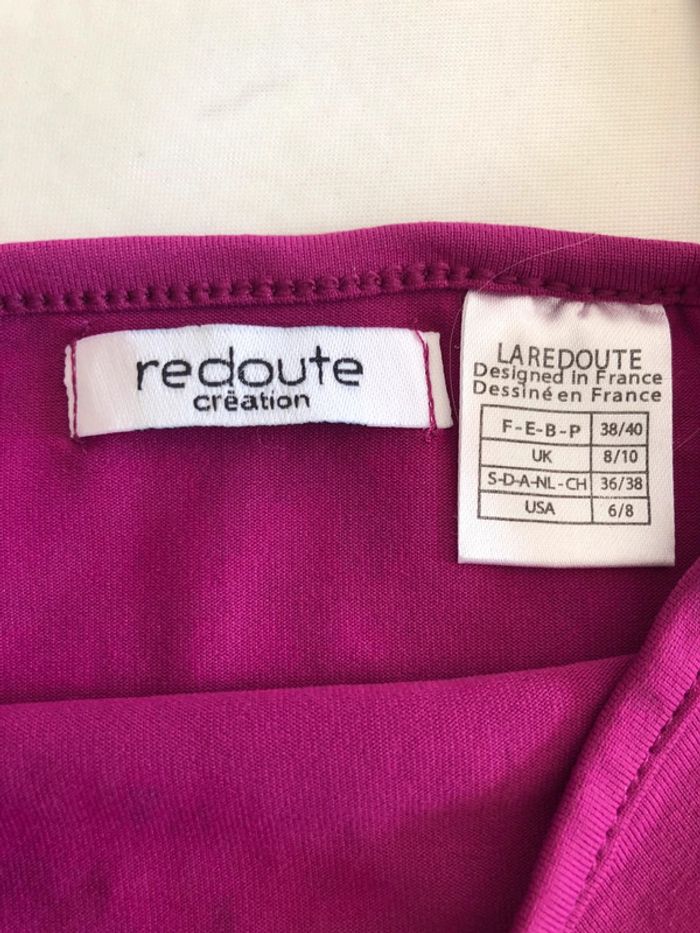 redoute
crëation
LAREDOUTE
Designed in France
Dessiné en France
F-E-B-P 38/40
UK 8/10
S-D-A-NL-CH 36/38
USA 6/8